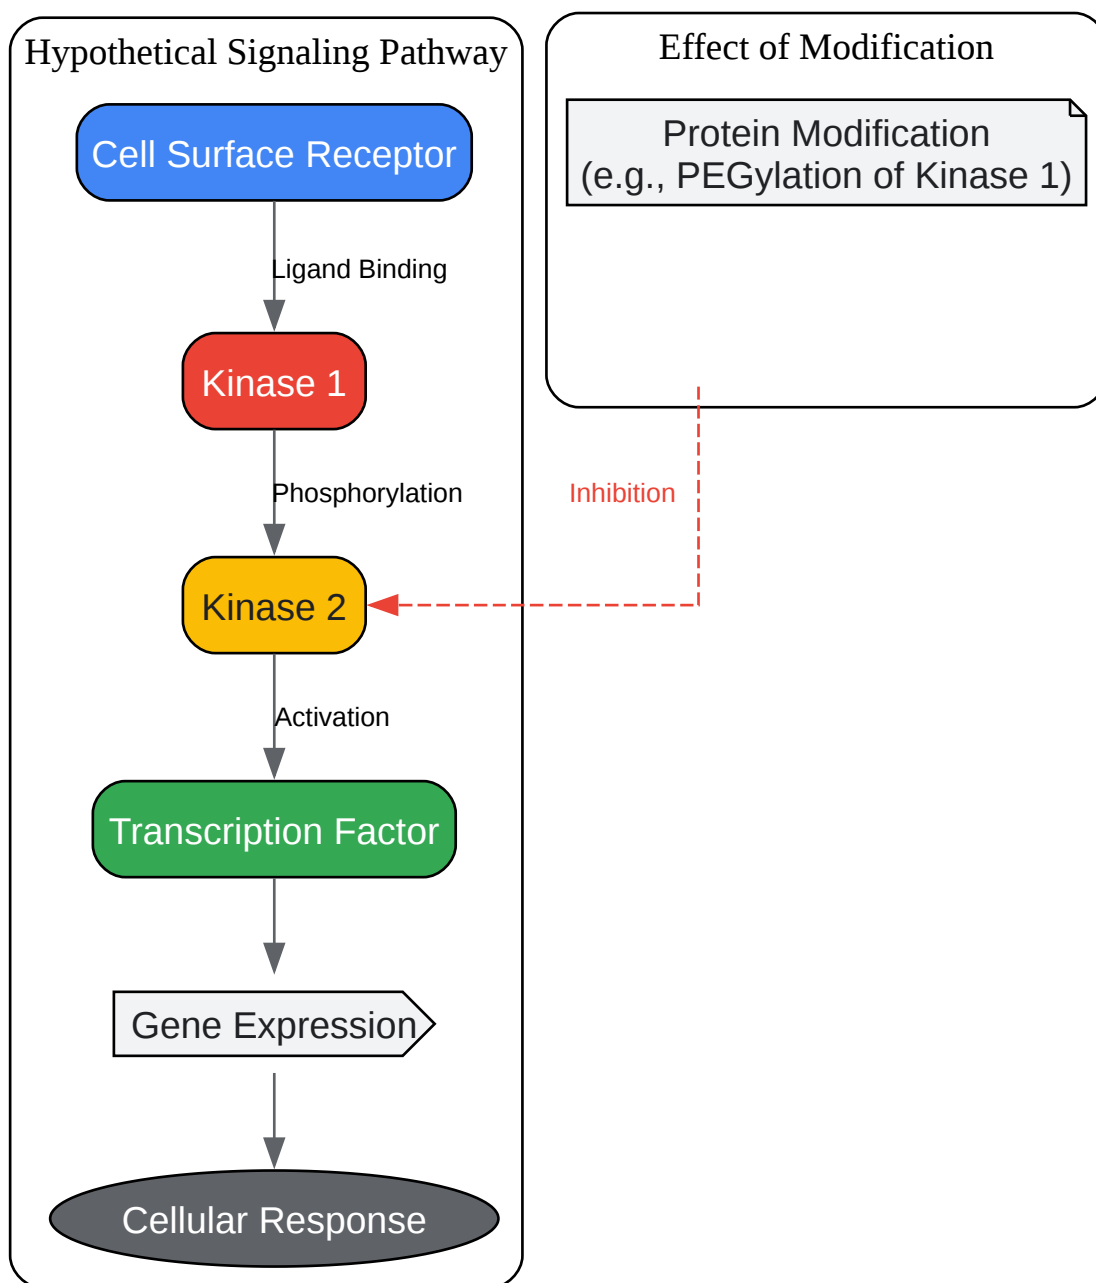 Hypothetical Signaling Pathway
Cell Surface Receptor
Ligand Binding
Kinase 1
Phosphorylation
Kinase 2
Activation
Transcription Factor
Gene Expression
Cellular Response
Effect of Modification
Protein Modification
(e.g., PEGylation of Kinase 1)
Inhibition